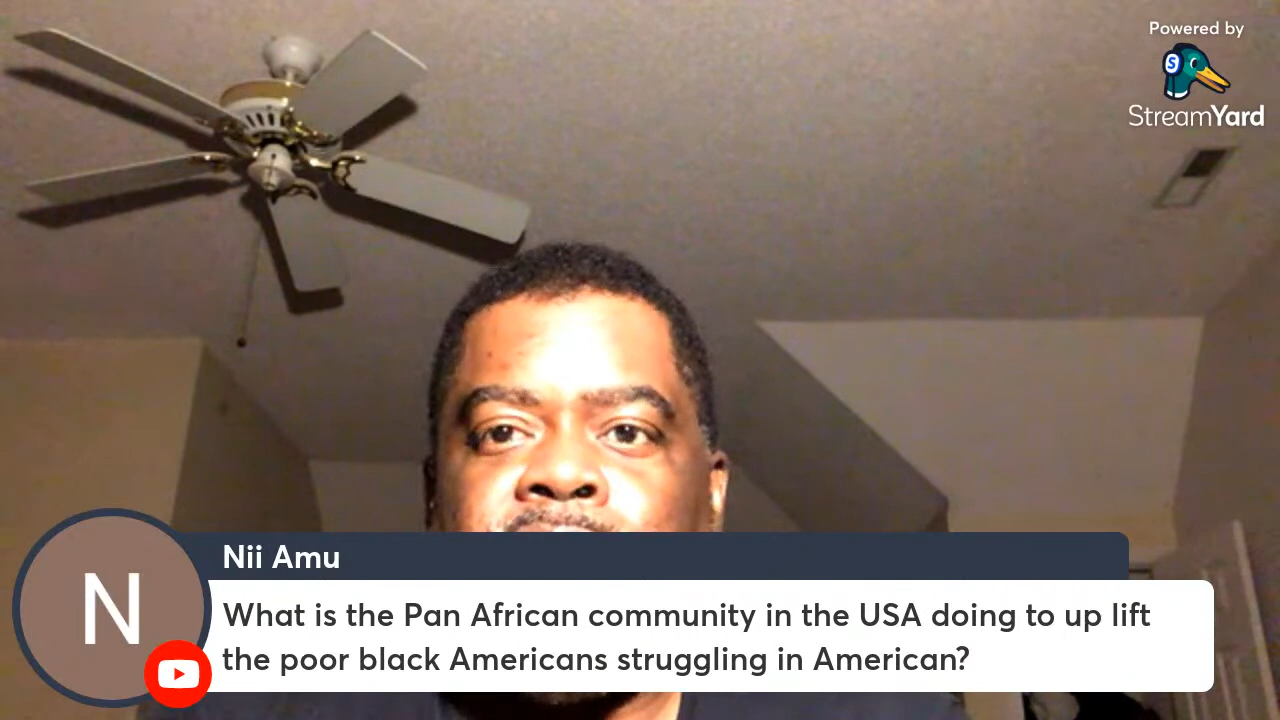 Powered by
S
StreamYard
Nii Amu
N
What is the Pan African community in the USA doing to up lift
the poor black Americans struggling in American?